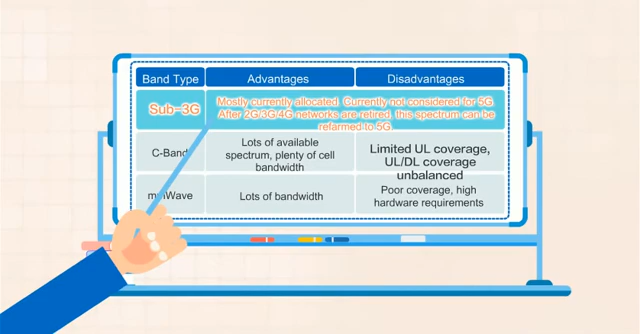 Band Type Advantages Disadvantages
Sub-3G
Mostly currently allocated. Currently not considered for 5G.
After 2G/3G/4G networks are retired, this spectrum can be
refarmed to 5G.
C-Band
Lots of available
spectrum, plenty of cell
bandwidth
Limited UL coverage,
UL/DL coverage
unbalanced
mmWave
Lots of bandwidth
Poor coverage, high
hardware requirements